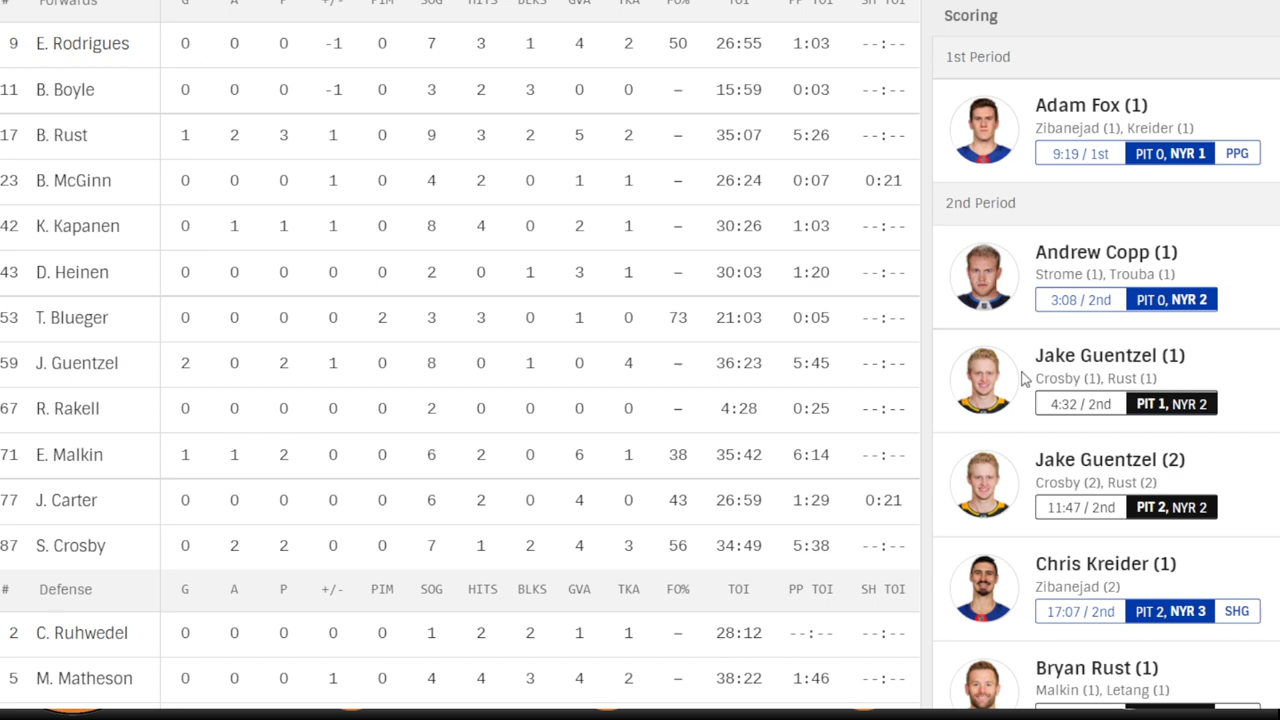 # Forwards G A P +/- PIM SOG HITS BLKS GVA TKA FO% TOI PP TOI SH TOI
9 E. Rodrigues 0 0 0 -1 0 7 3 1 4 2 50 26:55 1:03 --:--
11 B. Boyle 0 0 0 -1 0 3 2 3 0 0 – 15:59 0:03 --:--
17 B. Rust 1 2 3 1 0 9 3 2 5 2 – 35:07 5:26 --:--
23 B. McGinn 0 0 0 1 0 4 2 0 1 1 – 26:24 0:07 0:21
42 K. Kapanen 0 1 1 1 0 8 4 0 2 1 – 30:26 1:03 --:--
43 D. Heinen 0 0 0 0 0 2 0 1 3 1 – 30:03 1:20 --:--
53 T. Blueger 0 0 0 0 2 1 3 0 1 0 73 21:03 0:05 --:--
59 J. Guentzel 2 0 2 1 0 8 0 1 0 4 – 36:23 5:45 --:--
67 R. Rakell 0 0 0 0 0 2 0 0 0 0 – 4:28 0:25 --:--
71 E. Malkin 1 1 2 0 0 6 2 0 6 1 38 35:42 6:14 --:--
77 J. Carter 0 0 0 0 0 6 2 0 4 0 43 26:59 1:29 0:21
87 S. Crosby 0 2 2 0 0 7 1 2 4 3 56 34:49 5:38 --:--
# Defense G A P +/- PIM SOG HITS BLKS GVA TKA FO% TOI PP TOI SH TOI
2 C. Ruhwedel 0 0 0 0 0 1 2 2 1 1 – 28:12 --:-- --:--
5 M. Matheson 0 0 0 1 0 4 4 3 4 2 – 38:22 1:46 --:--
Scoring
1st Period
Adam Fox (1)
Zibanejad (1), Kreider (1)
9:19 / 1st PIT 0, NYR 1 PPG
2nd Period
Andrew Copp (1)
Strome (1), Trouba (1)
3:08 / 2nd PIT 0, NYR 2
Jake Guentzel (1)
Crosby (1), Rust (1)
4:32 / 2nd PIT 1, NYR 2
Jake Guentzel (2)
Crosby (2), Rust (2)
11:47 / 2nd PIT 2, NYR 2
Chris Kreider (1)
Zibanejad (2)
17:07 / 2nd PIT 2, NYR 3 SHG
Bryan Rust (1)
Malkin (1), Letang (1)